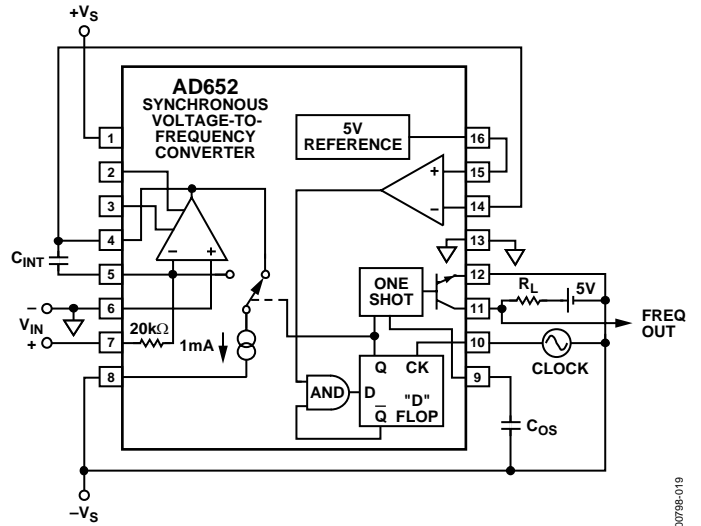 +VS
AD652
SYNCHRONOUS
VOLTAGE-TO-
FREQUENCY
CONVERTER
5V
REFERENCE
1
2
3
4
5
6
7
8
16
15
14
13
12
11
10
9
+
–
–
+
CINT
–
VIN
+
20kΩ
1mA
ONE
SHOT
AND
D
Q
CK
"D"
FLOP
Q
RL
5V
FREQ
OUT
CLOCK
COS
–VS
00798-019